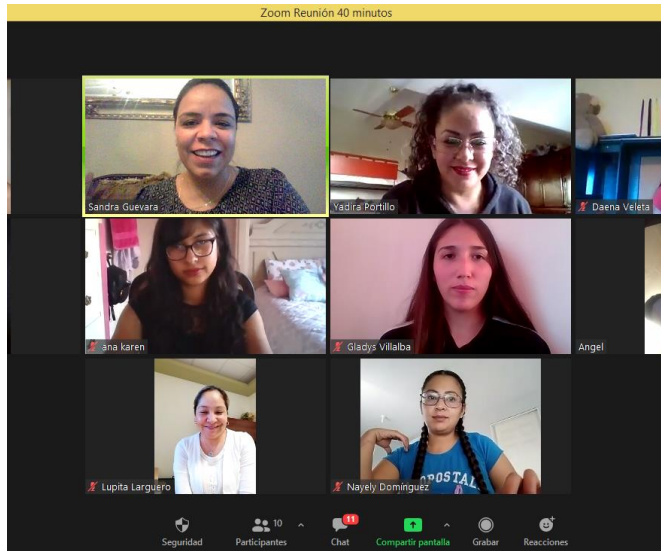 Zoom Reunión 40 minutos
Sandra Guevara
Yadira Portillo
Daena Veleta
ana karen
Gladys Villalba
Angel
Lupita Larguero
Nayely Domínguez
OPOSTAL
11
10
Seguridad
Participantes
Chat
Compartir pantalla
Grabar
Reacciones